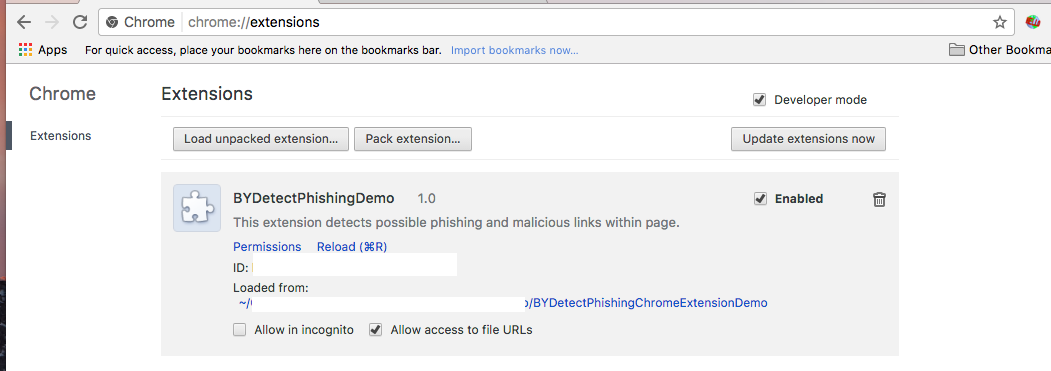 Chrome chrome://extensions
Apps For quick access, place your bookmarks here on the bookmarks bar. Import bookmarks now... Other Bookma
Chrome
Extensions
Extensions
Developer mode
Load unpacked extension... Pack extension... Update extensions now
BYDetectPhishingDemo 1.0 Enabled
This extension detects possible phishing and malicious links within page.
Permissions Reload (⌘R)
ID:
Loaded from:
~/ /BYDetectPhishingChromeExtensionDemo
Allow in incognito Allow access to file URLs